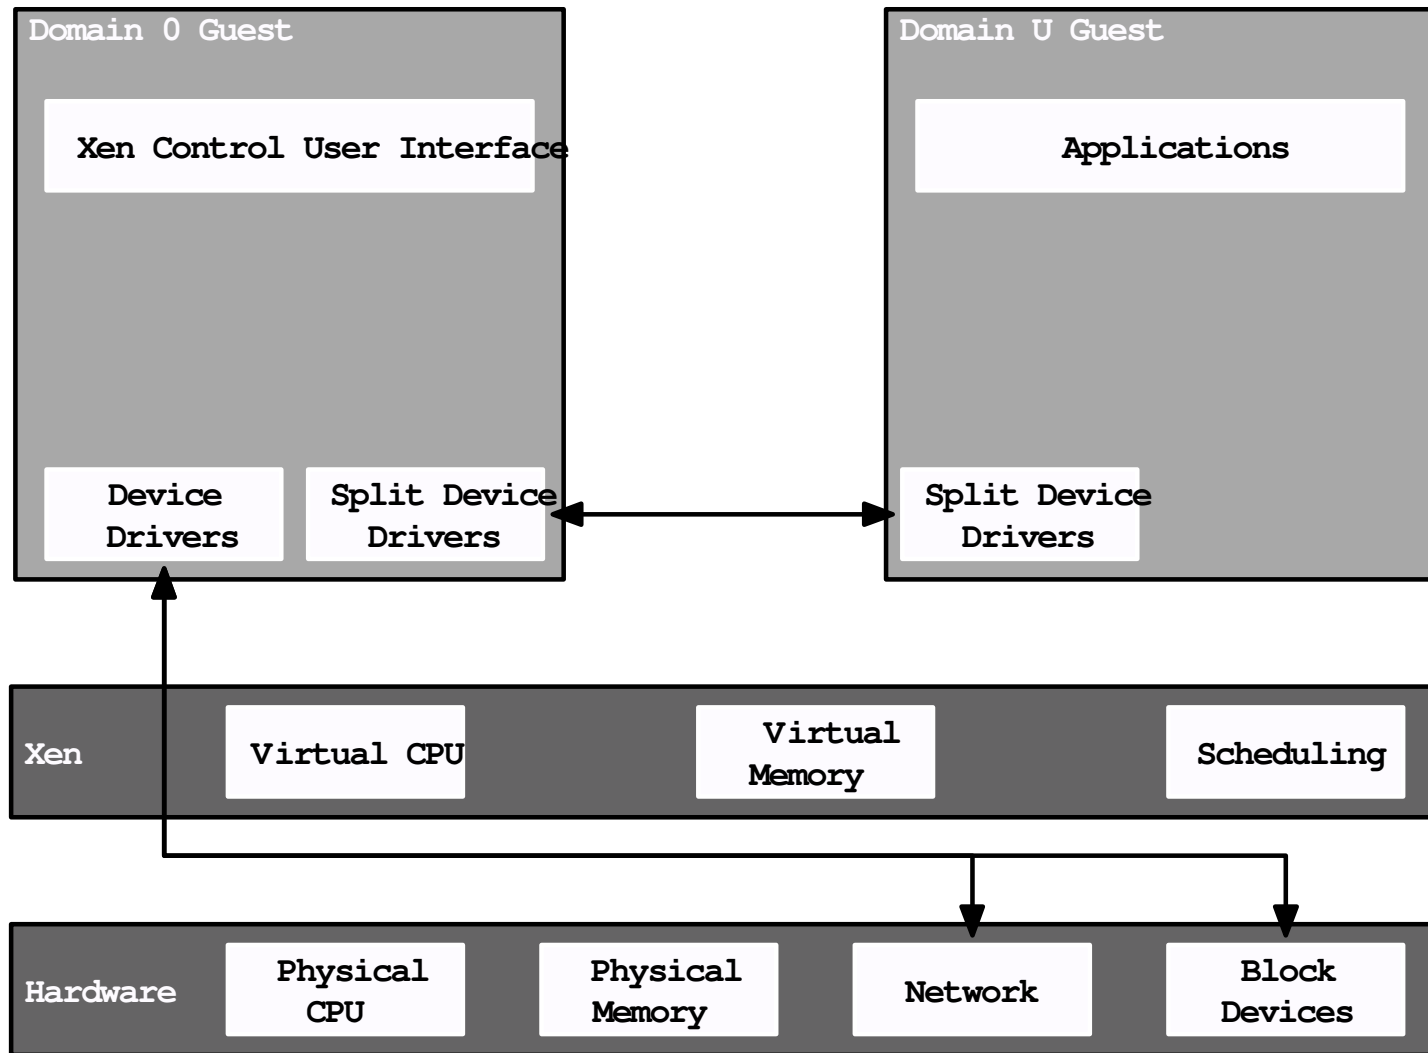 Domain 0 Guest
Domain U Guest
Xen Control User Interface
Applications
Device
Drivers
Split Device
Drivers
Split Device
Drivers
Xen
Virtual CPU
Virtual
Memory
Scheduling
Hardware
Physical
CPU
Physical
Memory
Network
Block
Devices